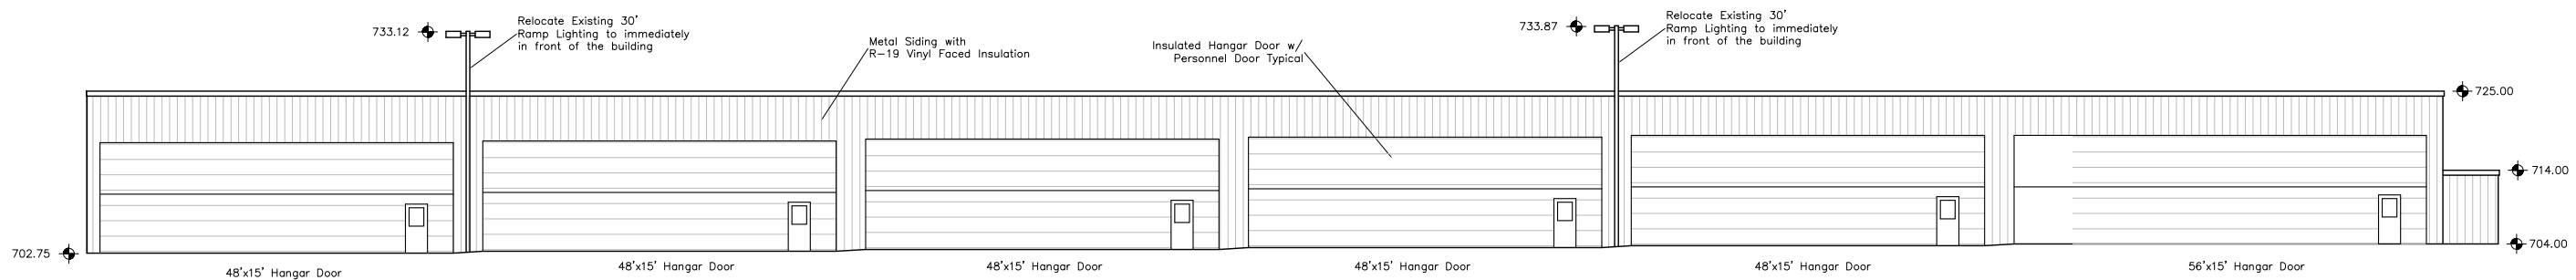 733.12
Relocate Existing 30'
Ramp Lighting to immediately
in front of the building
Metal Siding with
R-19 Vinyl Faced Insulation
Insulated Hangar Door w/
Personnel Door Typical
733.87
Relocate Existing 30'
Ramp Lighting to immediately
in front of the building
725.00
714.00
702.75
704.00
48'x15' Hangar Door
48'x15' Hangar Door
48'x15' Hangar Door
48'x15' Hangar Door
48'x15' Hangar Door
56'x15' Hangar Door